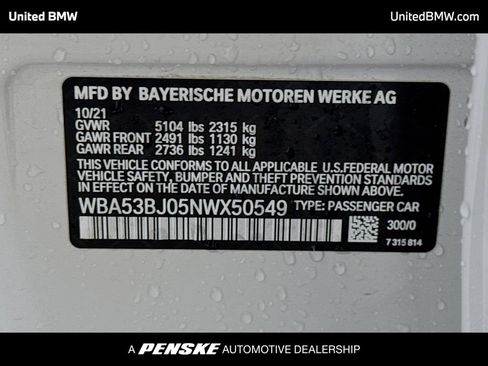 United BMW
UnitedBMW.com
MFD BY BAYERISCHE MOTOREN WERKE AG
10/21
GVWR 5104 lbs 2315 kg
GAWR FRONT 2491 lbs 1130 kg
GAWR REAR 2736 lbs 1241 kg
THIS VEHICLE CONFORMS TO ALL APPLICABLE U.S.FEDERAL MOTOR
VEHICLE SAFETY, BUMPER AND THEFT PREVENTION STANDARDS
IN EFFECT ON THE DATE OF MANUFACTURE SHOWN ABOVE.
WBA53BJ05NWX50549 TYPE: PASSENGER CAR
300/0
7 315 814
A PENSKE AUTOMOTIVE DEALERSHIP